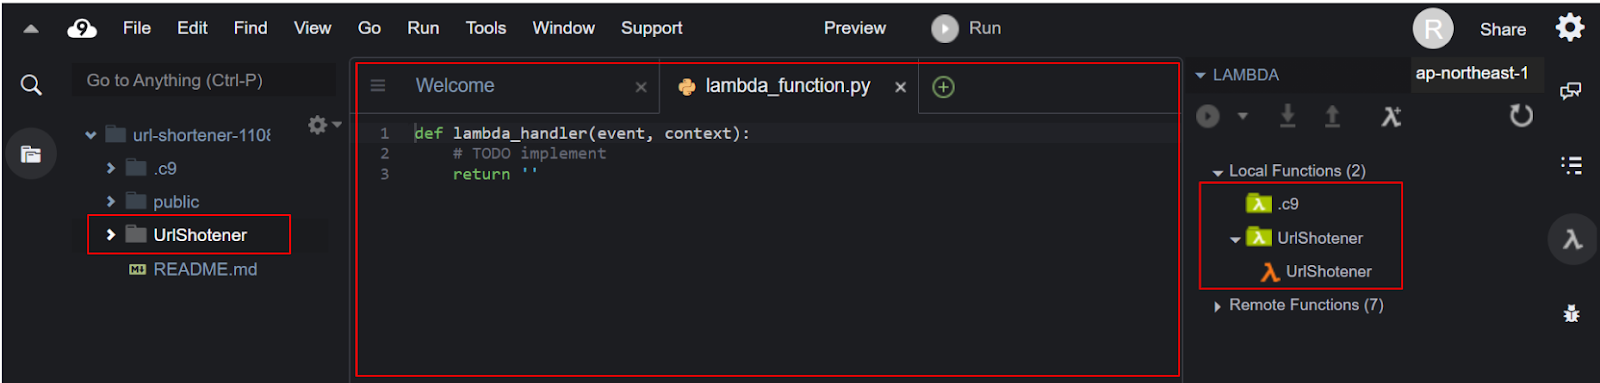 9 File Edit Find View Go Run Tools Window Support Preview Run R Share
Go to Anything (Ctrl-P)
url-shortener-1108
.c9
public
UrlShotener
M↓ README.md
Welcome × lambda_function.py ×
1 def lambda_handler(event, context):
2 # TODO implement
3 return ''
LAMBDA ap-northeast-1
λ+
Local Functions (2)
λ .c9
λ UrlShotener
λ UrlShotener
Remote Functions (7)
λ